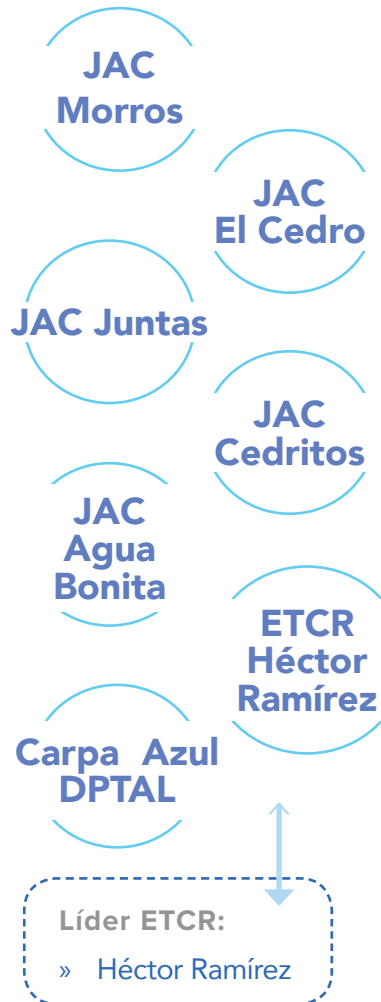 JAC
Morros
JAC
El Cedro
JAC Juntas
JAC
Cedritos
JAC
Agua
Bonita
ETCR
Héctor
Ramírez
Carpa Azul
DPTAL
Líder ETCR:
» Héctor Ramírez